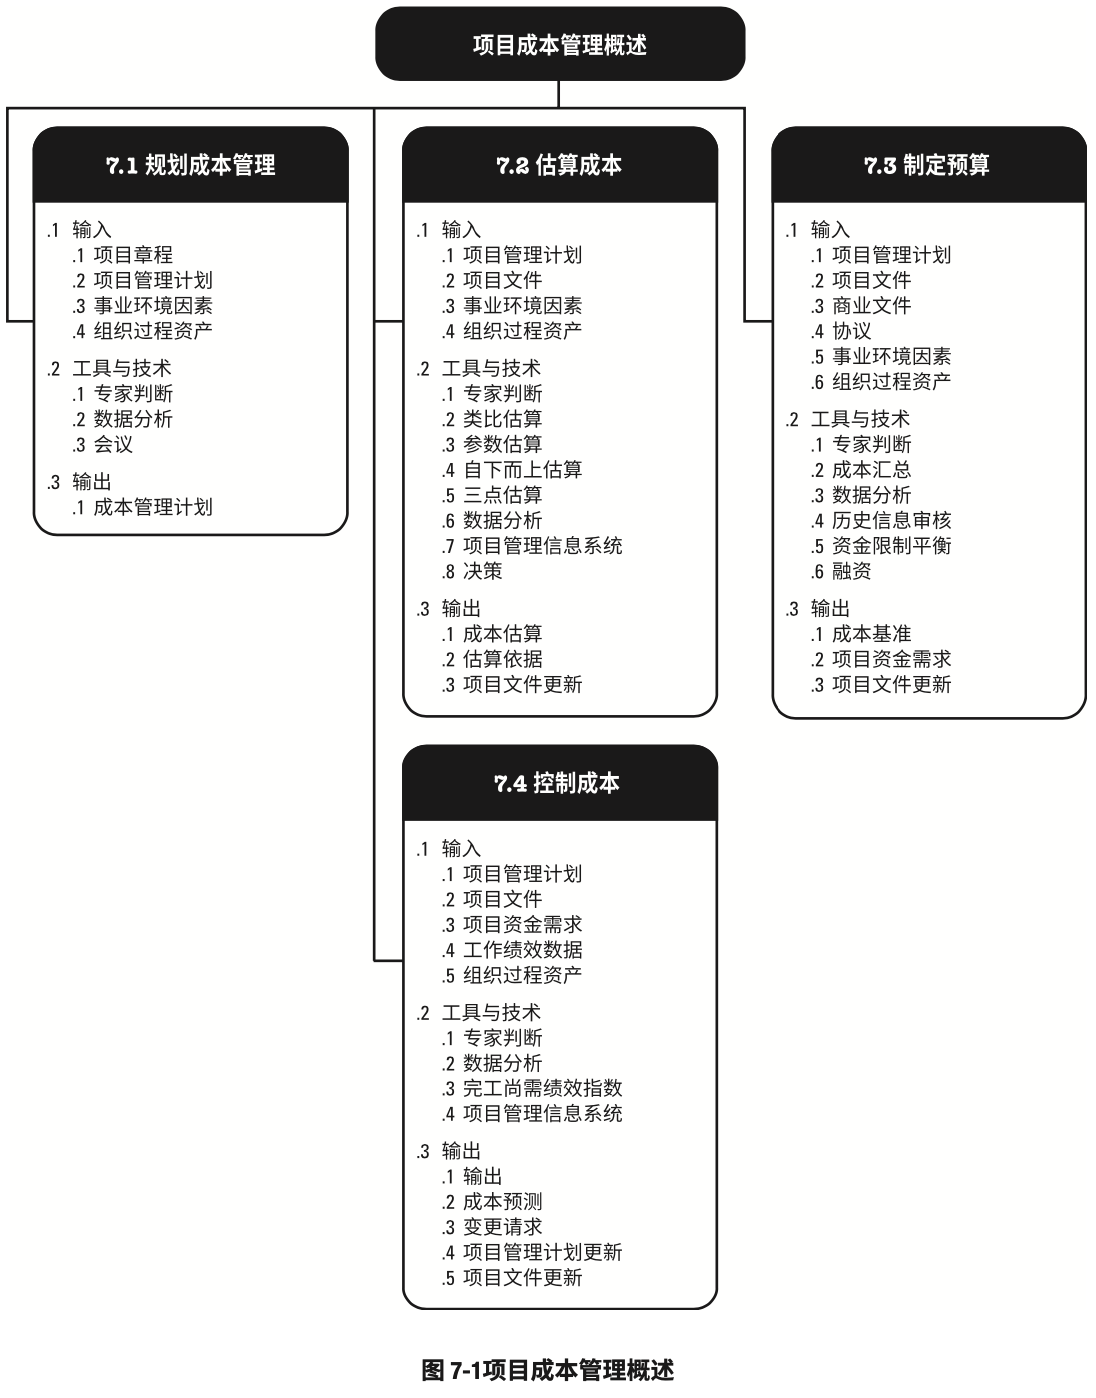 项目成本管理概述
7.1 规划成本管理
.1 输入
.1 项目章程
.2 项目管理计划
.3 事业环境因素
.4 组织过程资产
.2 工具与技术
.1 专家判断
.2 数据分析
.3 会议
.3 输出
.1 成本管理计划
7.2 估算成本
.1 输入
.1 项目管理计划
.2 项目文件
.3 事业环境因素
.4 组织过程资产
.2 工具与技术
.1 专家判断
.2 类比估算
.3 参数估算
.4 自下而上估算
.5 三点估算
.6 数据分析
.7 项目管理信息系统
.8 决策
.3 输出
.1 成本估算
.2 估算依据
.3 项目文件更新
7.3 制定预算
.1 输入
.1 项目管理计划
.2 项目文件
.3 商业文件
.4 协议
.5 事业环境因素
.6 组织过程资产
.2 工具与技术
.1 专家判断
.2 成本汇总
.3 数据分析
.4 历史信息审核
.5 资金限制平衡
.6 融资
.3 输出
.1 成本基准
.2 项目资金需求
.3 项目文件更新
7.4 控制成本
.1 输入
.1 项目管理计划
.2 项目文件
.3 项目资金需求
.4 工作绩效数据
.5 组织过程资产
.2 工具与技术
.1 专家判断
.2 数据分析
.3 完工尚需绩效指数
.4 项目管理信息系统
.3 输出
.1 输出
.2 成本预测
.3 变更请求
.4 项目管理计划更新
.5 项目文件更新
图 7-1项目成本管理概述